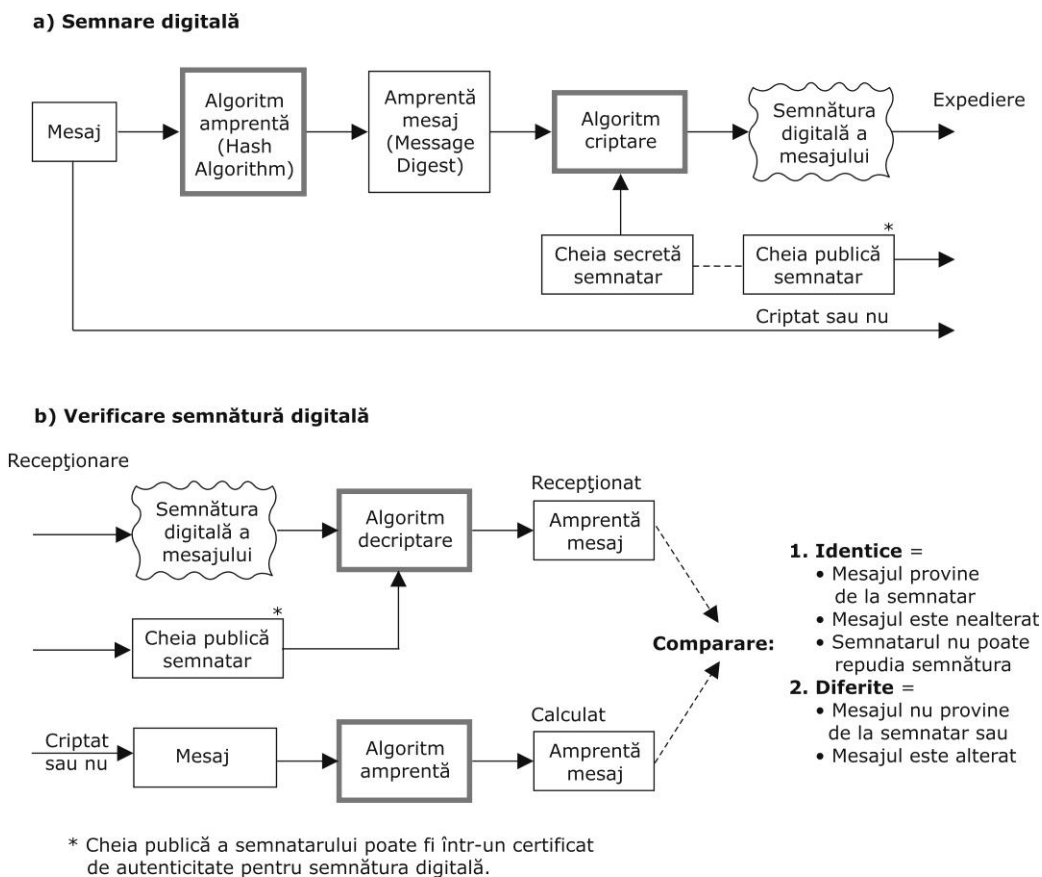 a) Semnare digitală
Mesaj
Algoritm
amprentă
(Hash
Algorithm)
Amprentă
mesaj
(Message
Digest)
Algoritm
criptare
Semnătura
digitală a
mesajului
Expediere
Cheia secretă
semnatar
*
Cheia publică
semnatar
Criptat sau nu
b) Verificare semnătură digitală
Recepţionare
Semnătura
digitală a
mesajului
Algoritm
decriptare
Recepţionat
Amprentă
mesaj
*
Cheia publică
semnatar
Comparare:
1. Identice =
• Mesajul provine
de la semnatar
• Mesajul este nealterat
• Semnatarul nu poate
repudia semnătura
2. Diferite =
• Mesajul nu provine
de la semnatar sau
• Mesajul este alterat
Criptat
sau nu
Mesaj
Algoritm
amprentă
Calculat
Amprentă
mesaj
* Cheia publică a semnatarului poate fi într-un certificat
de autenticitate pentru semnătura digitală.